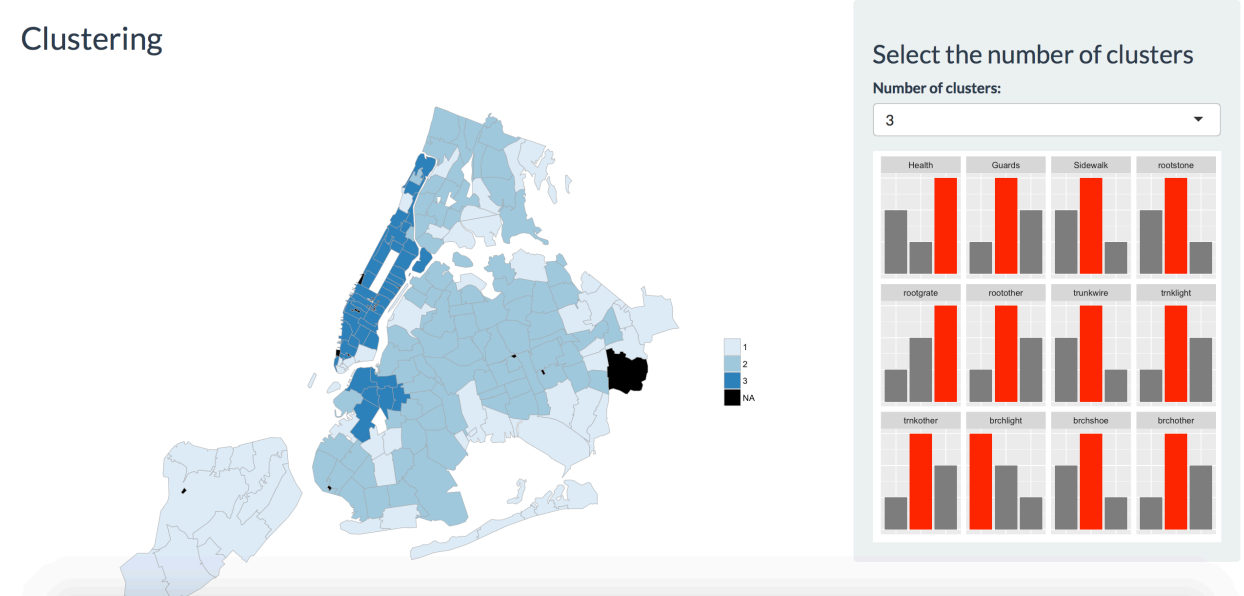 Clustering
Select the number of clusters
Number of clusters:
3
Health Guards Sidewalk rootstone
rootgrate rootother trunkwire trnklight
trnkother brchlight brchshoe brchother
1
2
3
NA